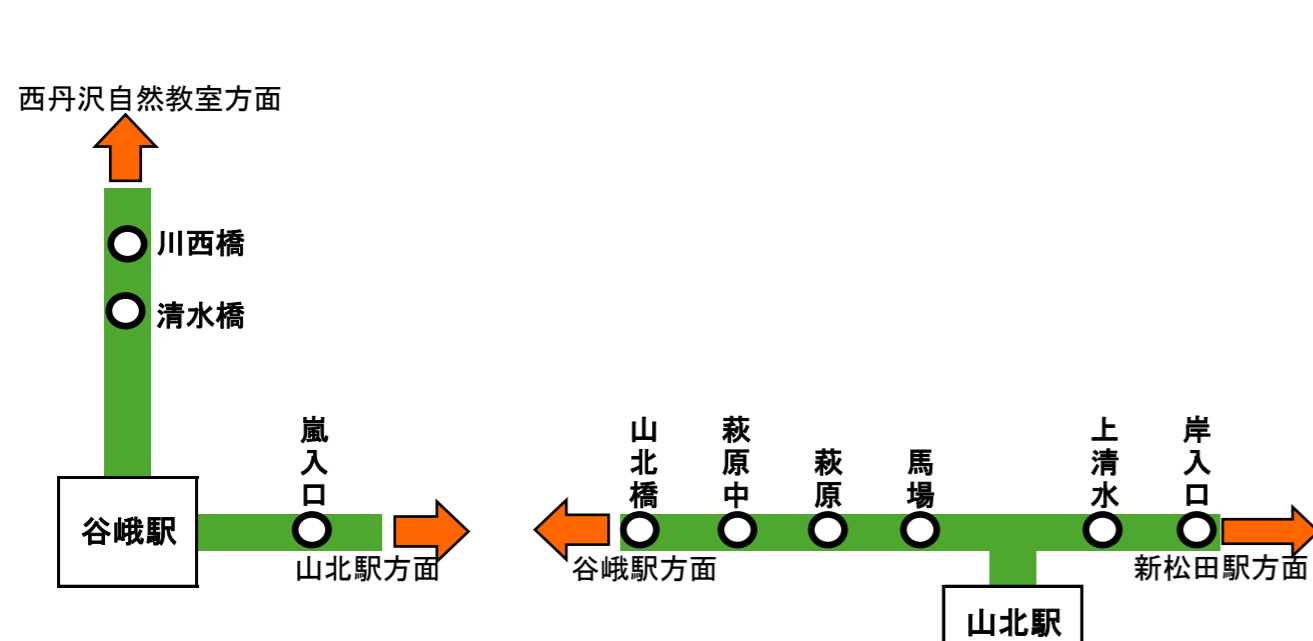 西丹沢自然教室方面
川西橋
清水橋
嵐入口
山北橋
萩原中
萩原
馬場
上清水
岸入口
谷峨駅
山北駅方面
谷峨駅方面
新松田駅方面
山北駅